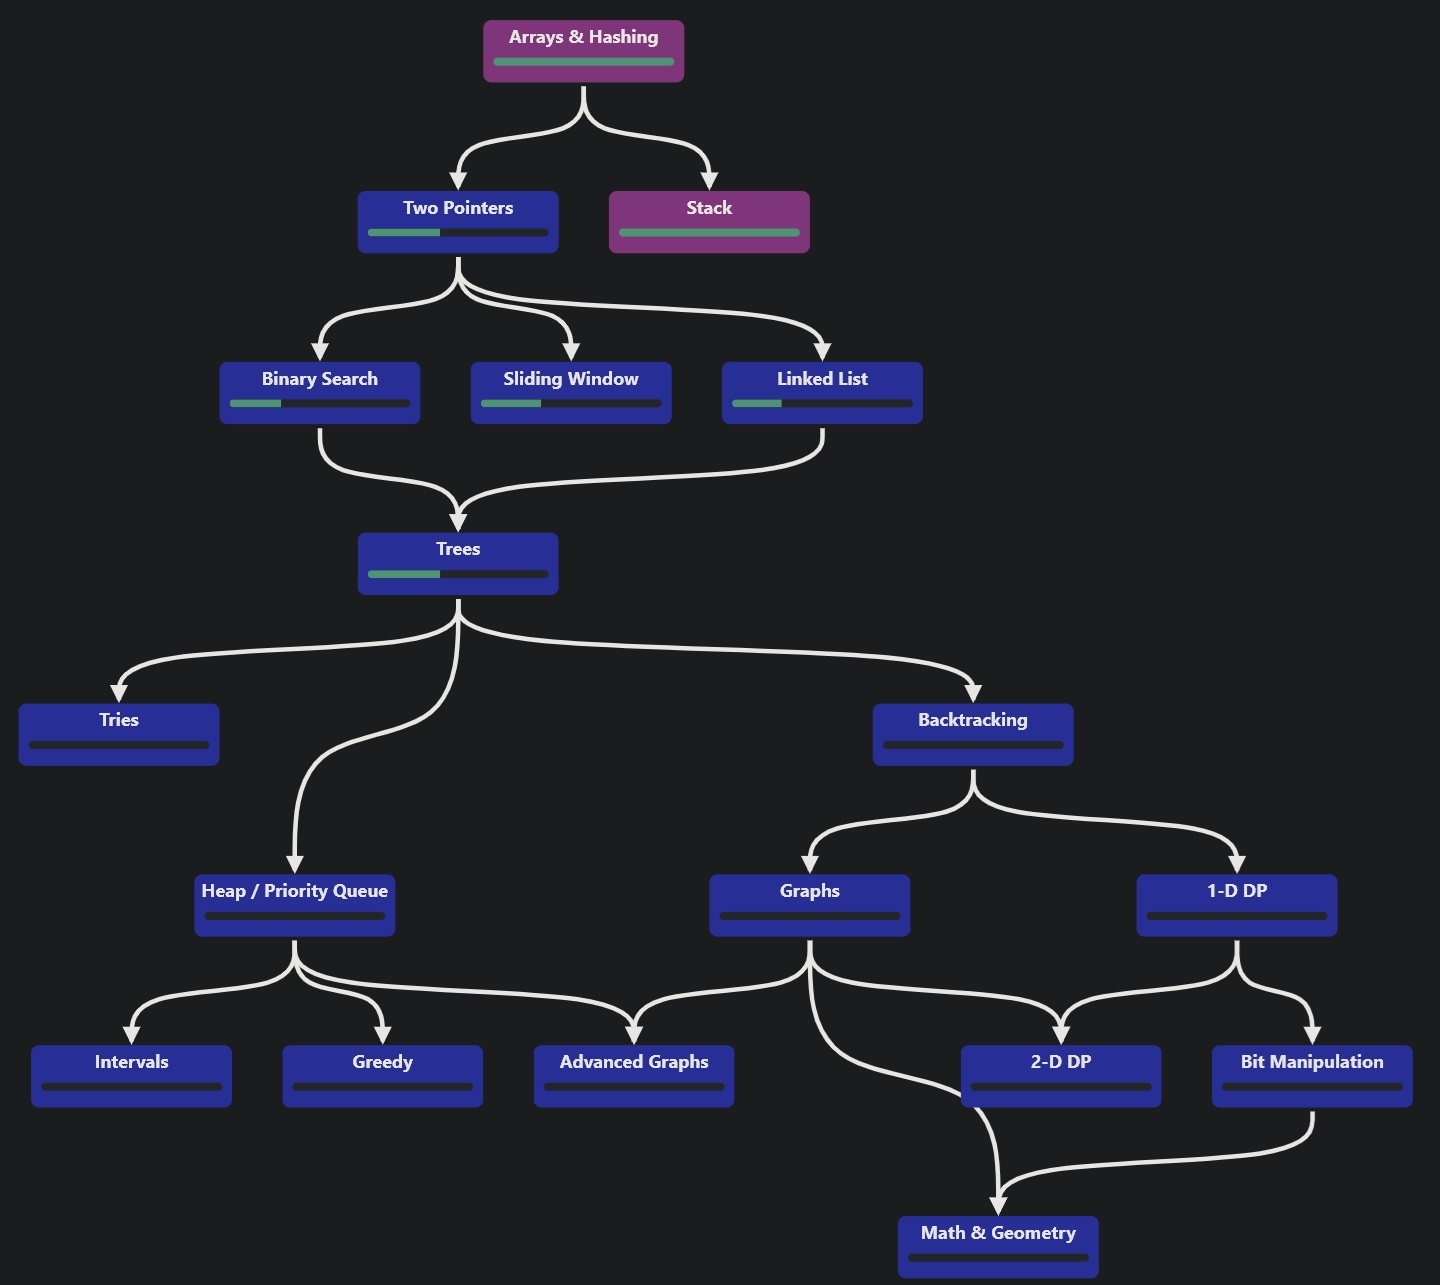 Arrays & Hashing
Two Pointers
Stack
Binary Search
Sliding Window
Linked List
Trees
Tries
Backtracking
Heap / Priority Queue
Graphs
1-D DP
Intervals
Greedy
Advanced Graphs
2-D DP
Bit Manipulation
Math & Geometry